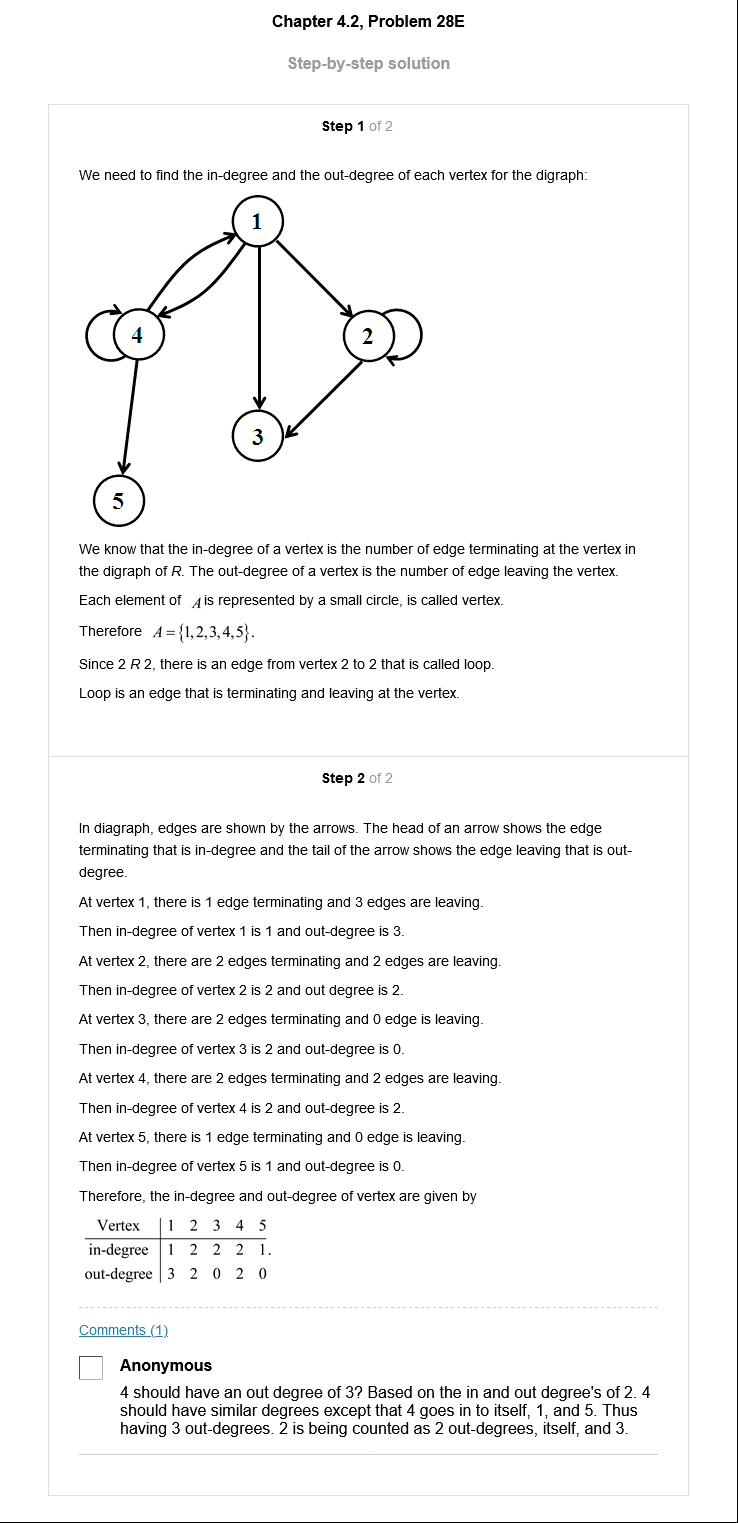 Chapter 4.2, Problem 28E
Step-by-step solution
Step 1 of 2
We need to find the in-degree and the out-degree of each vertex for the digraph:
1
4
2
3
5
We know that the in-degree of a vertex is the number of edge terminating at the vertex in
the digraph of R. The out-degree of a vertex is the number of edge leaving the vertex.
Each element of A is represented by a small circle, is called vertex.
Therefore A = {1,2,3,4,5}.
Since 2 R 2, there is an edge from vertex 2 to 2 that is called loop.
Loop is an edge that is terminating and leaving at the vertex.
Step 2 of 2
In diagraph, edges are shown by the arrows. The head of an arrow shows the edge
terminating that is in-degree and the tail of the arrow shows the edge leaving that is out-
degree.
At vertex 1, there is 1 edge terminating and 3 edges are leaving.
Then in-degree of vertex 1 is 1 and out-degree is 3.
At vertex 2, there are 2 edges terminating and 2 edges are leaving.
Then in-degree of vertex 2 is 2 and out degree is 2.
At vertex 3, there are 2 edges terminating and 0 edge is leaving.
Then in-degree of vertex 3 is 2 and out-degree is 0.
At vertex 4, there are 2 edges terminating and 2 edges are leaving.
Then in-degree of vertex 4 is 2 and out-degree is 2.
At vertex 5, there is 1 edge terminating and 0 edge is leaving.
Then in-degree of vertex 5 is 1 and out-degree is 0.
Therefore, the in-degree and out-degree of vertex are given by
Vertex 1 2 3 4 5
in-degree 1 2 2 2 1.
out-degree 3 2 0 2 0
Comments (1)
Anonymous
4 should have an out degree of 3? Based on the in and out degree's of 2. 4
should have similar degrees except that 4 goes in to itself, 1, and 5. Thus
having 3 out-degrees. 2 is being counted as 2 out-degrees, itself, and 3.